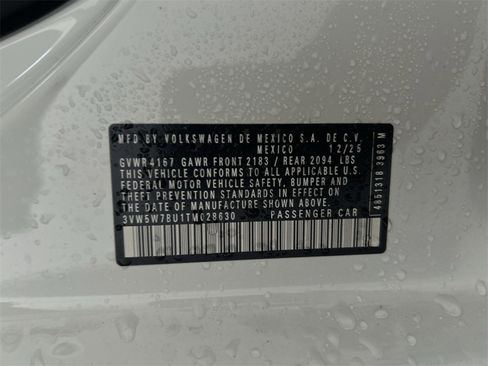 MFD BY VOLKSWAGEN DE MEXICO S.A. DE C.V.
MEXICO 12/25
GVWR 4167 GAWR FRONT 2183 / REAR 2094 LBS
THIS VEHICLE CONFORMS TO ALL APPLICABLE U.S.
FEDERAL MOTOR VEHICLE SAFETY, BUMPER AND
THEFT PREVENTION STANDARDS IN EFFECT ON
THE DATE OF MANUFACTURE SHOWN ABOVE.
3VW5W7BU1TM028630 PASSENGER CAR
4851318 3963 M